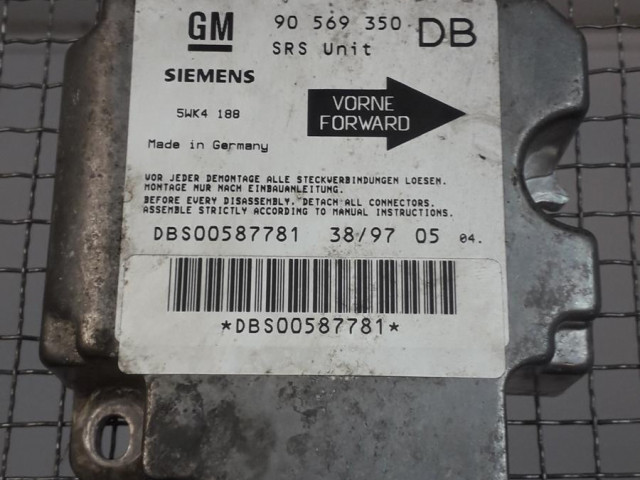 GM 90 569 350 DB
SRS Unit
SIEMENS
5WK4 188
VORNE
FORWARD
Made in Germany
VOR JEDER DEMONTAGE ALLE STECKVERBINDUNGEN LOESEN.
MONTAGE NUR NACH EINBAUANLEITUNG.
BEFORE EVERY DISASSEMBLY. DETACH ALL CONNECTORS.
ASSEMBLE STRICTLY ACCORDING TO MANUAL INSTRUCTIONS.
DBS00587781 38/97 05 04.
*DBS00587781*